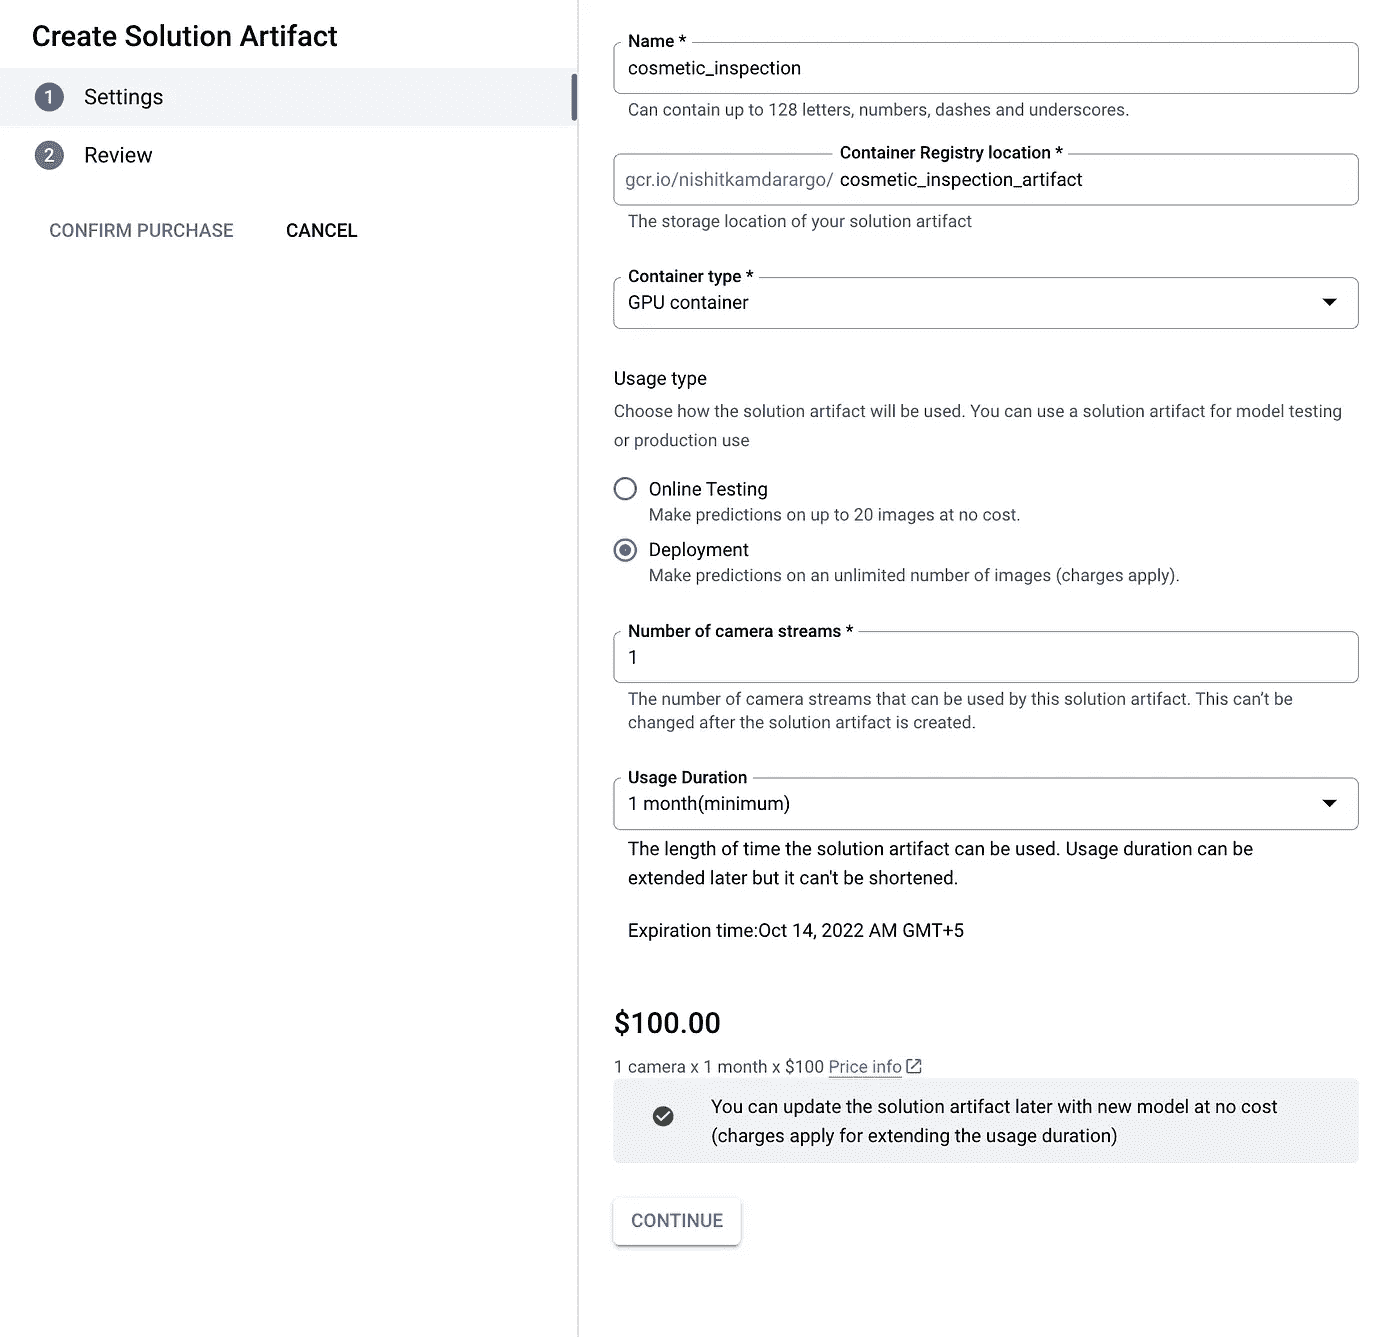 Create Solution Artifact
1 Settings
2 Review
CONFIRM PURCHASE CANCEL
Name *
cosmetic_inspection
Can contain up to 128 letters, numbers, dashes and underscores.
Container Registry location *
gcr.io/nishitkamdarargo/ cosmetic_inspection_artifact
The storage location of your solution artifact
Container type *
GPU container
Usage type
Choose how the solution artifact will be used. You can use a solution artifact for model testing
or production use
Online Testing
Make predictions on up to 20 images at no cost.
Deployment
Make predictions on an unlimited number of images (charges apply).
Number of camera streams *
1
The number of camera streams that can be used by this solution artifact. This can’t be
changed after the solution artifact is created.
Usage Duration
1 month(minimum)
The length of time the solution artifact can be used. Usage duration can be
extended later but it can't be shortened.
Expiration time:Oct 14, 2022 AM GMT+5
$100.00
1 camera x 1 month x $100 Price info
You can update the solution artifact later with new model at no cost
(charges apply for extending the usage duration)
CONTINUE